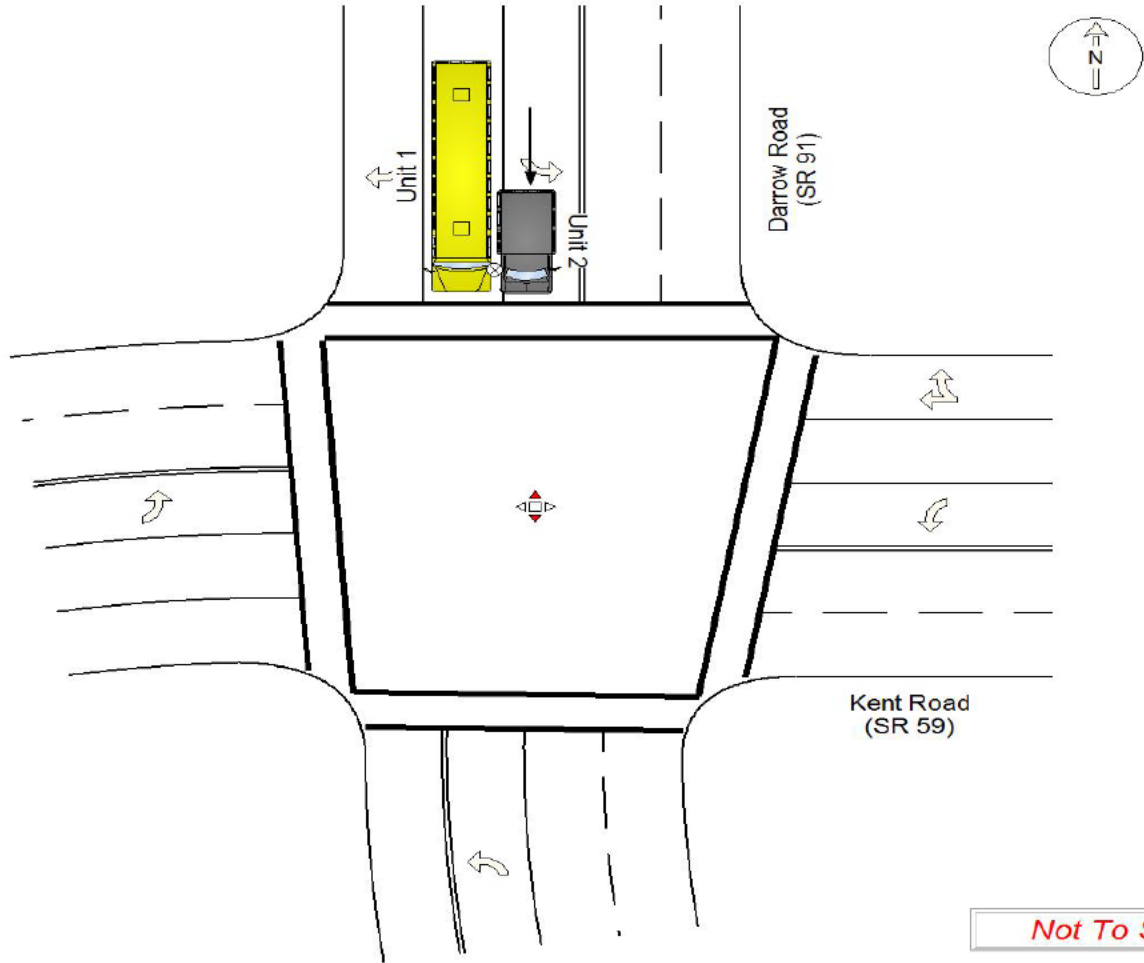 N
Darrow Road
(SR 91)
Unit 1
Unit 2
Kent Road
(SR 59)
Not To S